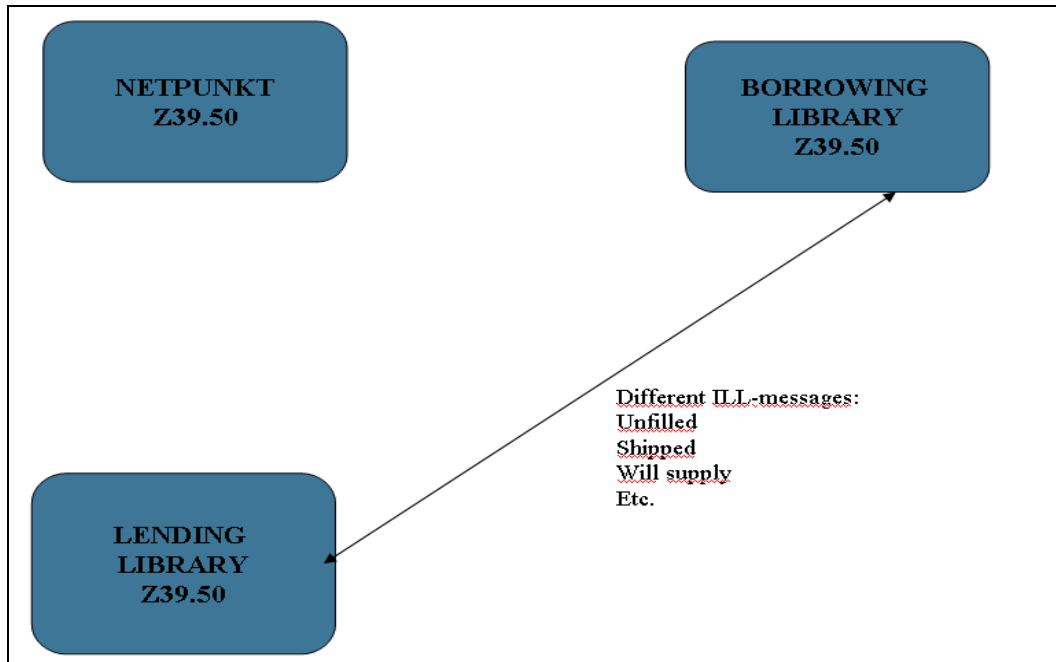 NETPUNKT
Z39.50
BORROWING
LIBRARY
Z39.50
Different ILL-messages:
Unfilled
Shipped
Will supply
Etc.
LENDING
LIBRARY
Z39.50